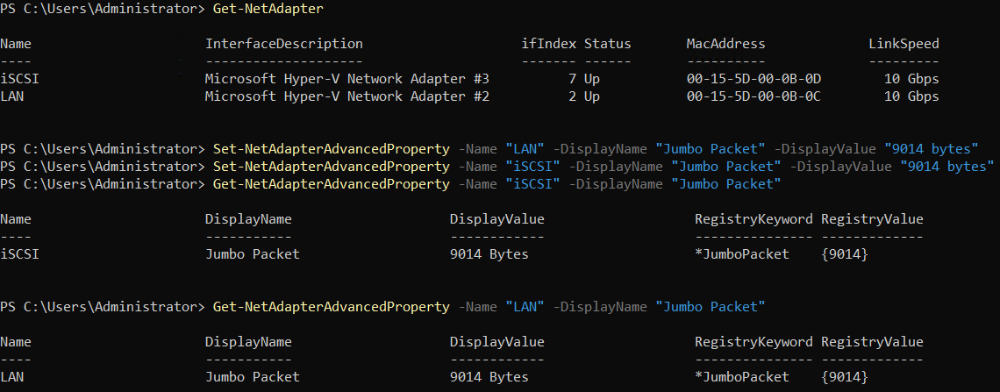 PS C:\Users\Administrator> Get-NetAdapter
Name InterfaceDescription ifIndex Status MacAddress LinkSpeed
---- -------------------- ------- ------ ---------- ---------
iSCSI Microsoft Hyper-V Network Adapter #3 7 Up 00-15-5D-00-0B-0D 10 Gbps
LAN Microsoft Hyper-V Network Adapter #2 2 Up 00-15-5D-00-0B-0C 10 Gbps
PS C:\Users\Administrator> Set-NetAdapterAdvancedProperty -Name "LAN" -DisplayName "Jumbo Packet" -DisplayValue "9014 bytes"
PS C:\Users\Administrator> Set-NetAdapterAdvancedProperty -Name "iSCSI" -DisplayName "Jumbo Packet" -DisplayValue "9014 bytes"
PS C:\Users\Administrator> Get-NetAdapterAdvancedProperty -Name "iSCSI" -DisplayName "Jumbo Packet"
Name DisplayName DisplayValue RegistryKeyword RegistryValue
---- ----------- ------------ --------------- -------------
iSCSI Jumbo Packet 9014 Bytes *JumboPacket {9014}
PS C:\Users\Administrator> Get-NetAdapterAdvancedProperty -Name "LAN" -DisplayName "Jumbo Packet"
Name DisplayName DisplayValue RegistryKeyword RegistryValue
---- ----------- ------------ --------------- -------------
LAN Jumbo Packet 9014 Bytes *JumboPacket {9014}